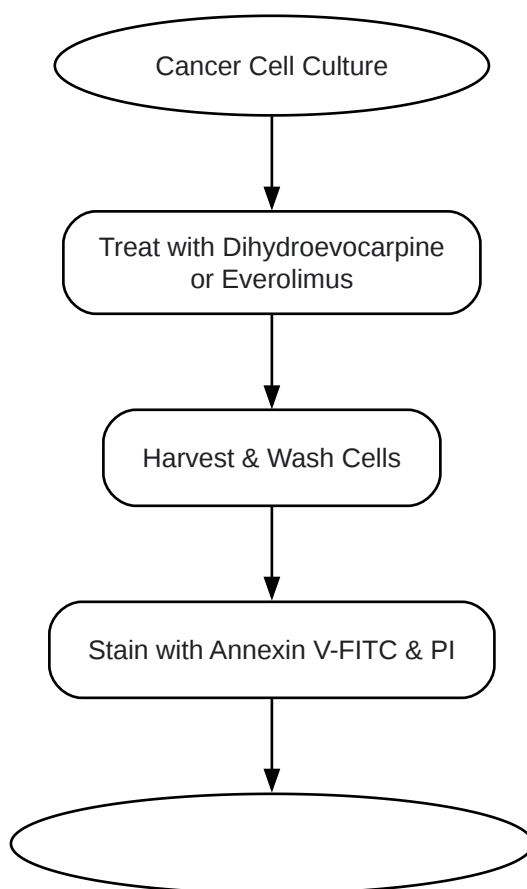 Cancer Cell Culture
Treat with Dihydroevocarpine
or Everolimus
Harvest & Wash Cells
Stain with Annexin V-FITC & PI